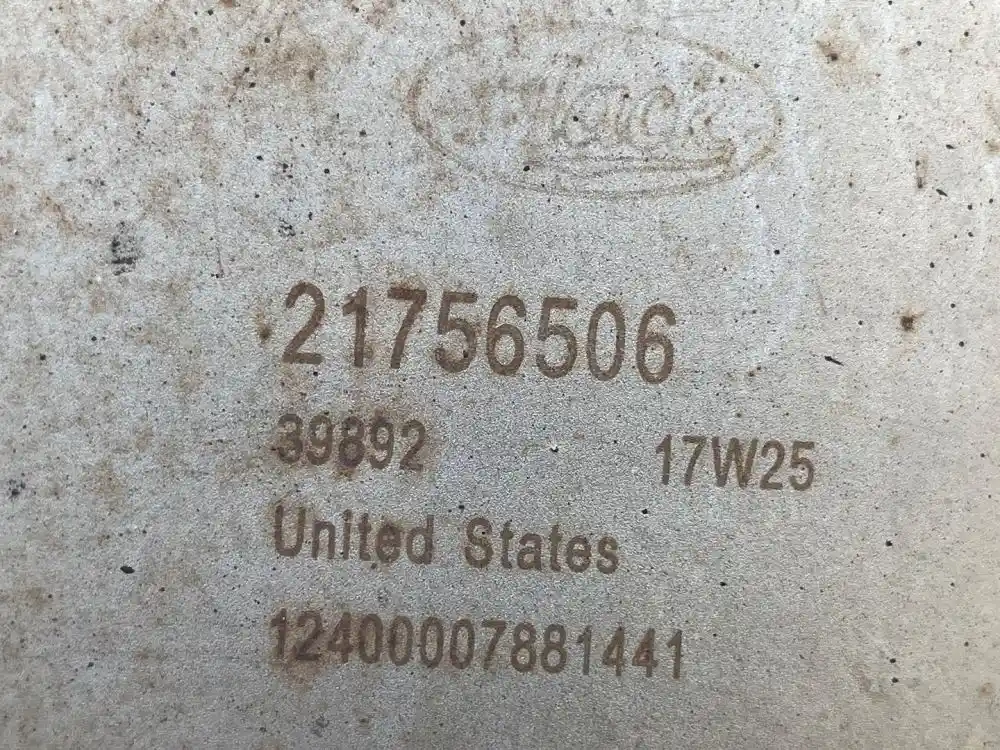 Mack
21756506
39892 17W25
United States
12400007881441